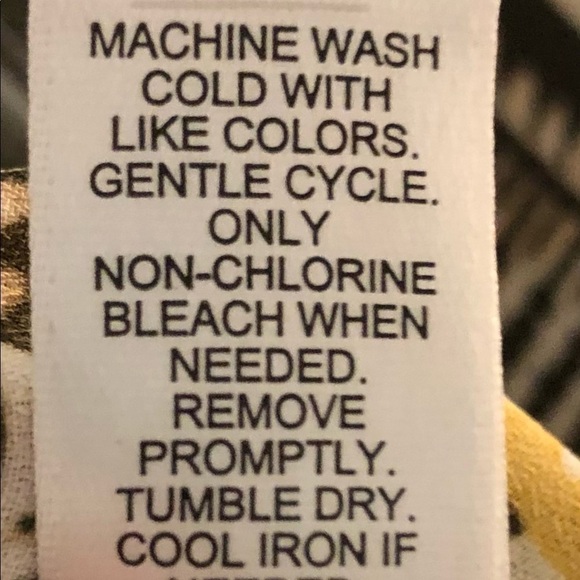 MACHINE WASH
COLD WITH
LIKE COLORS.
GENTLE CYCLE.
ONLY
NON-CHLORINE
BLEACH WHEN
NEEDED.
REMOVE
PROMPTLY.
TUMBLE DRY.
COOL IRON IF